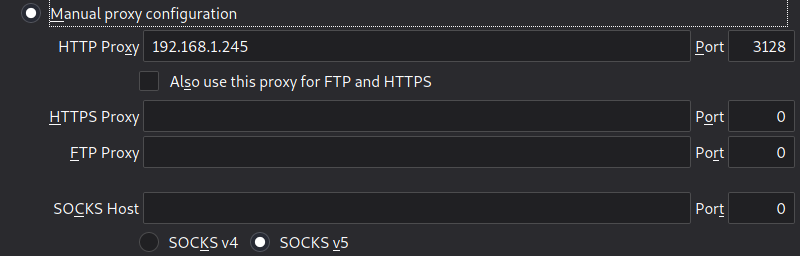 Manual proxy configuration
HTTP Proxy 192.168.1.245 Port 3128
Also use this proxy for FTP and HTTPS
HTTPS Proxy Port 0
FTP Proxy Port 0
SOCKS Host Port 0
SOCKS v4 SOCKS v5